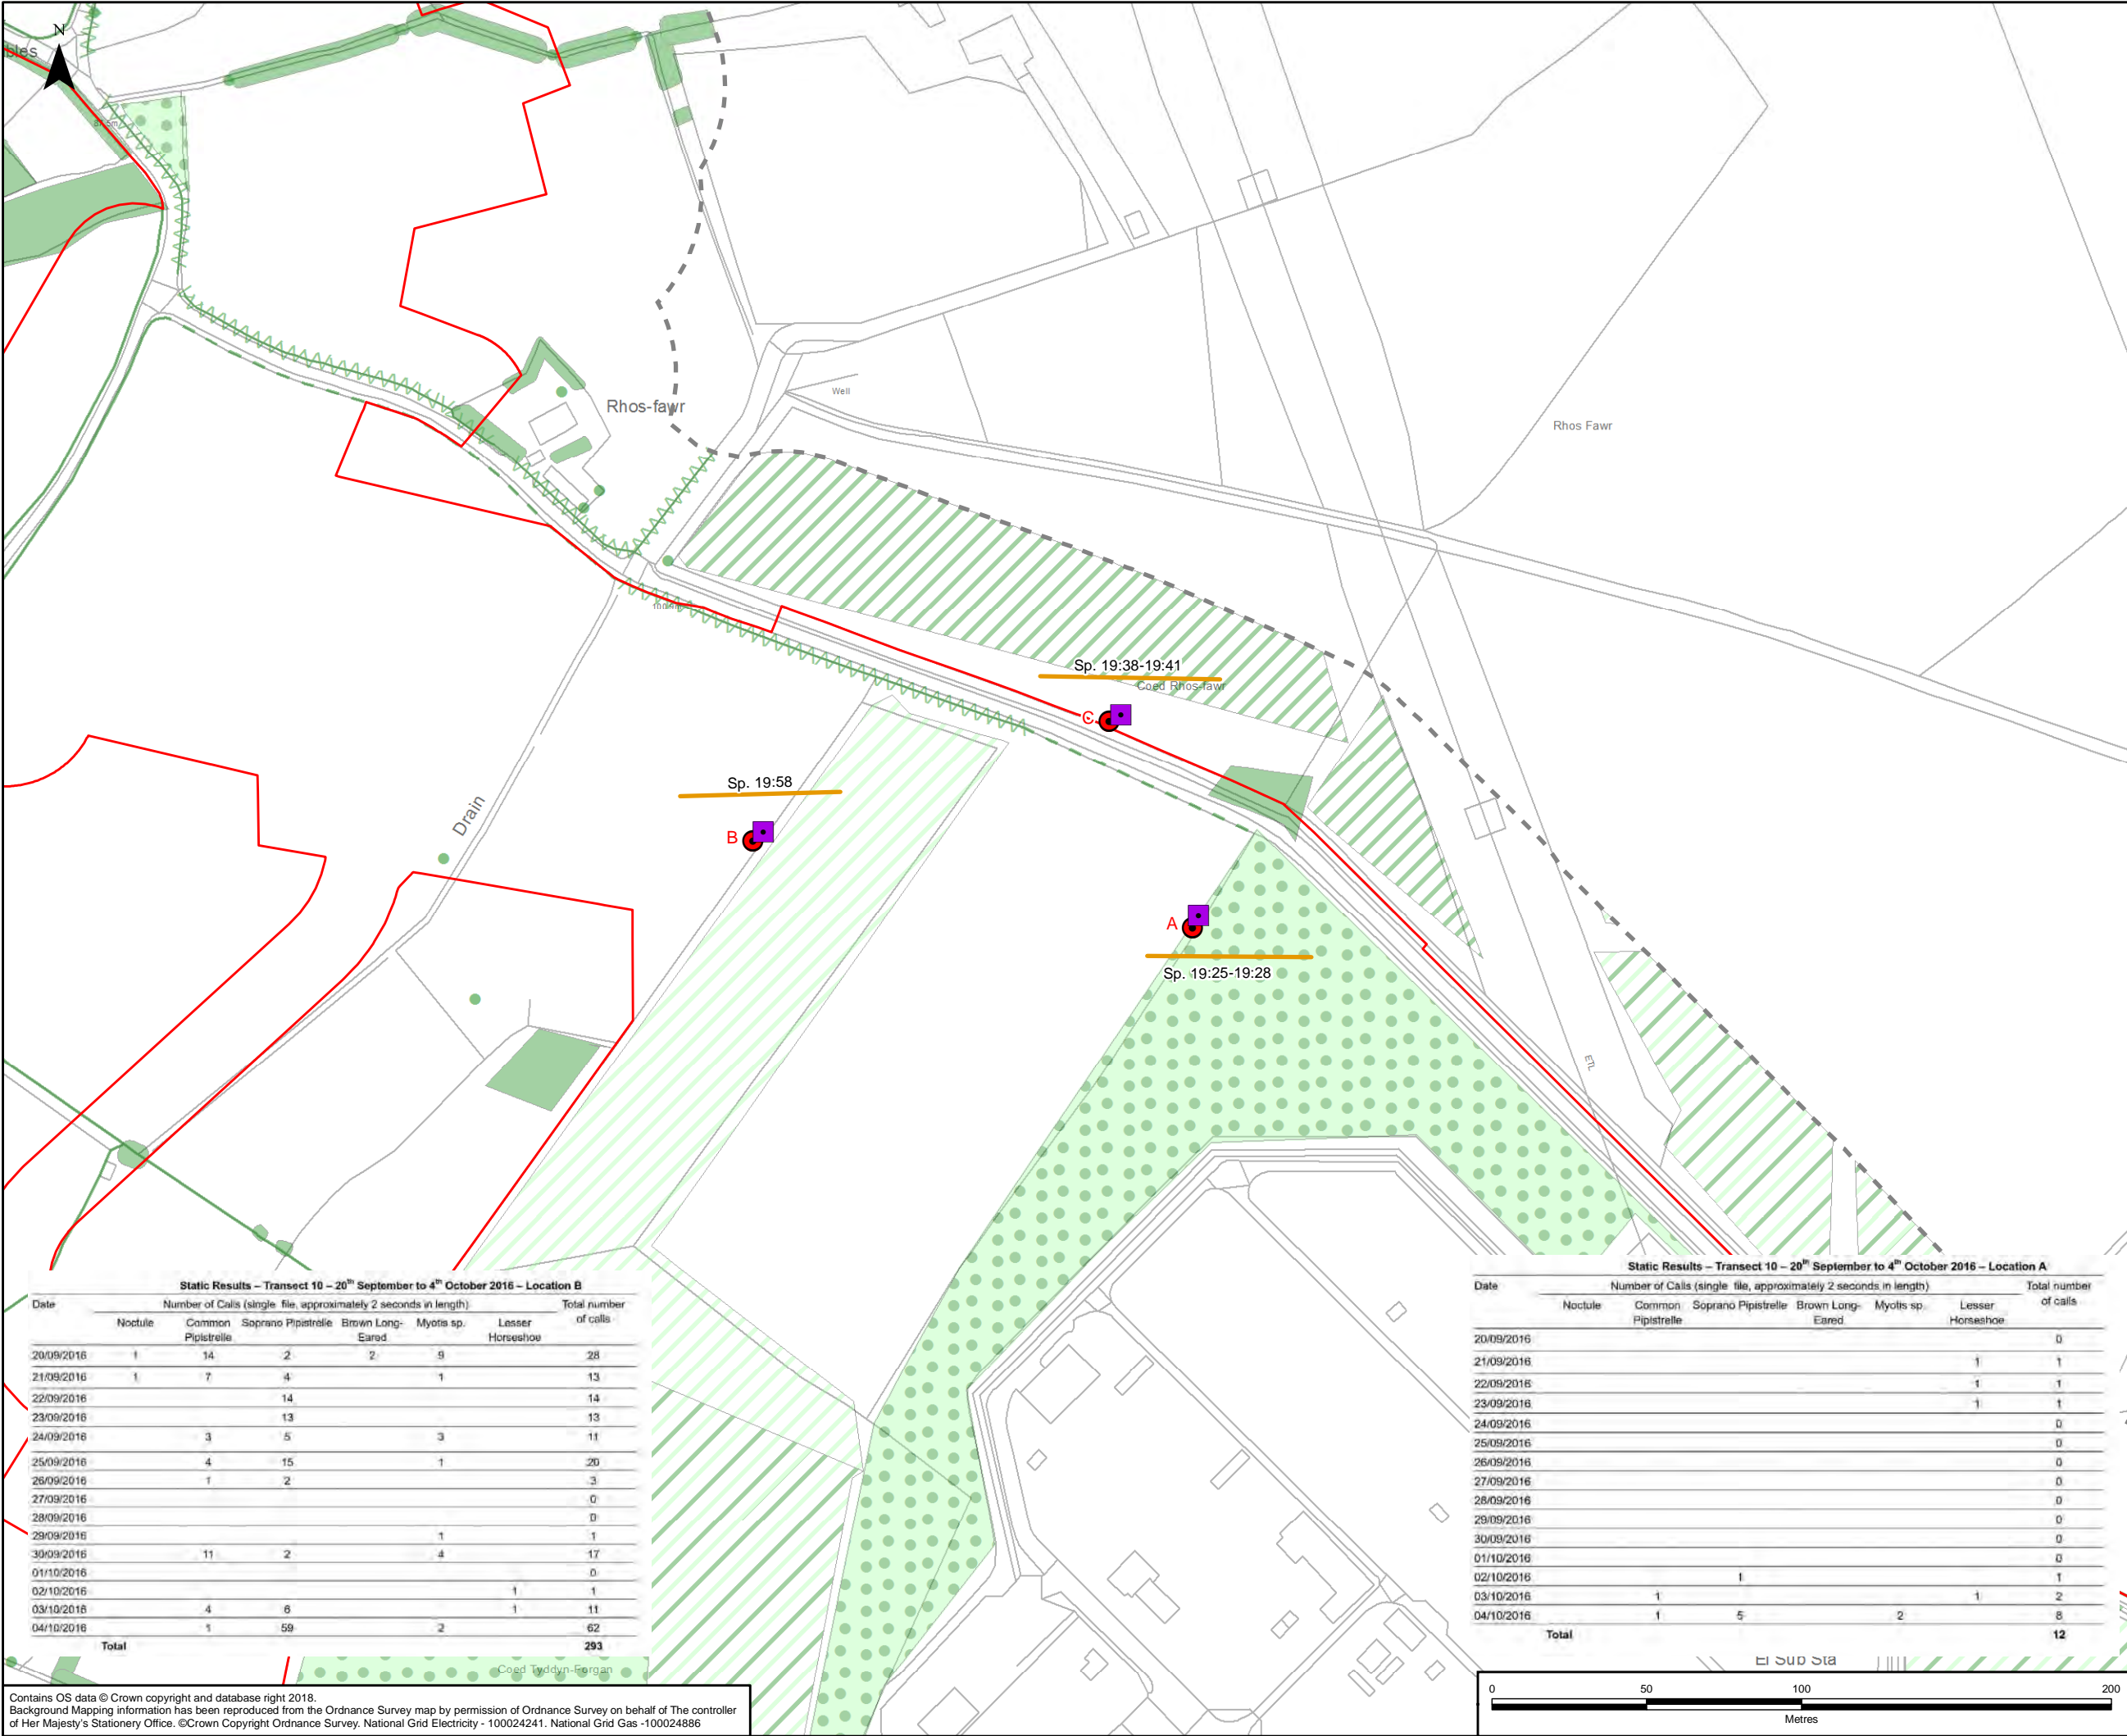 N
bles
Rhos-fawr
Well
Rhos Fawr
Sp. 19:38-19:41
Coed Rhos-fawr
C
Sp. 19:58
B
Drain
A
Sp. 19:25-19:28
ETL
Static Results – Transect 10 – 20th September to 4th October 2016 – Location B
Date Number of Calls (single file, approximately 2 seconds in length) Total number of calls
Noctule Common Pipistrelle Soprano Pipistrelle Brown Long-Eared Myotis sp. Lesser Horseshoe
20/09/2016 1 14 2 2 9 28
21/09/2016 1 7 4 1 13
22/09/2016 14 14
23/09/2016 13 13
24/09/2016 3 5 3 11
25/09/2016 4 15 1 20
26/09/2016 1 2 3
27/09/2016 0
28/09/2016 0
29/09/2016 1 1
30/09/2016 11 2 4 17
01/10/2016 0
02/10/2016 1 1
03/10/2016 4 6 1 11
04/10/2016 1 59 2 62
Total 293
Static Results – Transect 10 – 20th September to 4th October 2016 – Location A
Date Number of Calls (single file, approximately 2 seconds in length) Total number of calls
Noctule Common Pipistrelle Soprano Pipistrelle Brown Long-Eared Myotis sp. Lesser Horseshoe
20/09/2016 0
21/09/2016 1 1
22/09/2016 1 1
23/09/2016 1 1
24/09/2016 0
25/09/2016 0
26/09/2016 0
27/09/2016 0
28/09/2016 0
29/09/2016 0
30/09/2016 0
01/10/2016 0
02/10/2016 1 1
03/10/2016 1 1 2
04/10/2016 1 5 2 8
Total 12
Coed Tyddyn-Forgan
El Sub Sta
Contains OS data © Crown copyright and database right 2018.
Background Mapping information has been reproduced from the Ordnance Survey map by permission of Ordnance Survey on behalf of The controller
of Her Majesty's Stationery Office. ©Crown Copyright Ordnance Survey. National Grid Electricity - 100024241. National Grid Gas -100024886
0 50 100 200
Metres